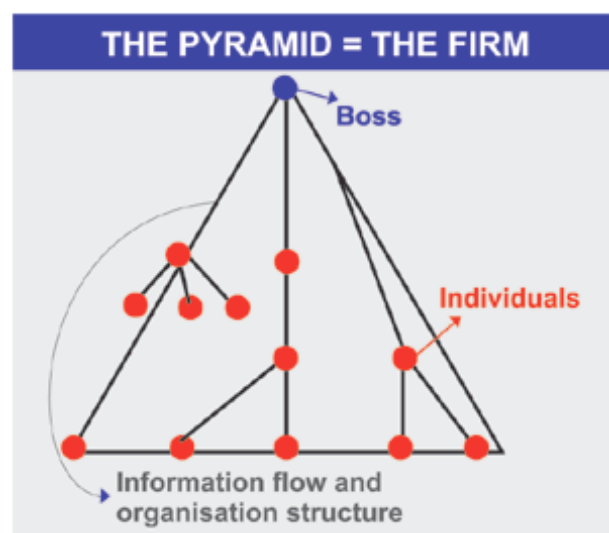 THE PYRAMID = THE FIRM
Boss
Individuals
Information flow and
organisation structure